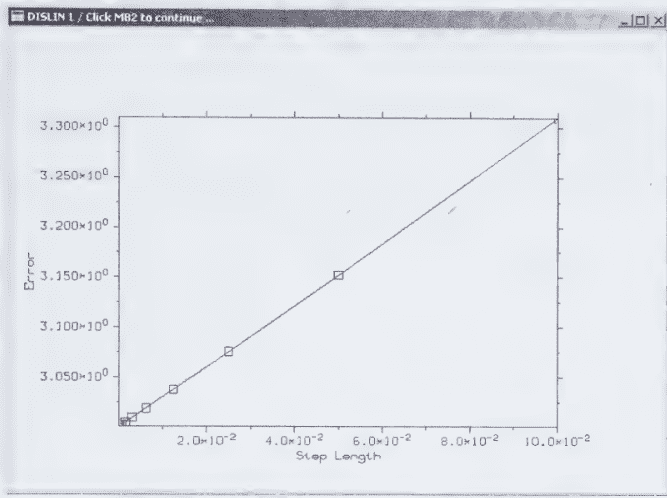 DISLIN 1 / Click MB2 to continue ...
3.300×10⁰
3.250×10⁰
3.200×10⁰
3.150×10⁰
3.100×10⁰
3.050×10⁰
Error
2.0×10⁻² 4.0×10⁻² 6.0×10⁻² 8.0×10⁻² 10.0×10⁻²
Step Length